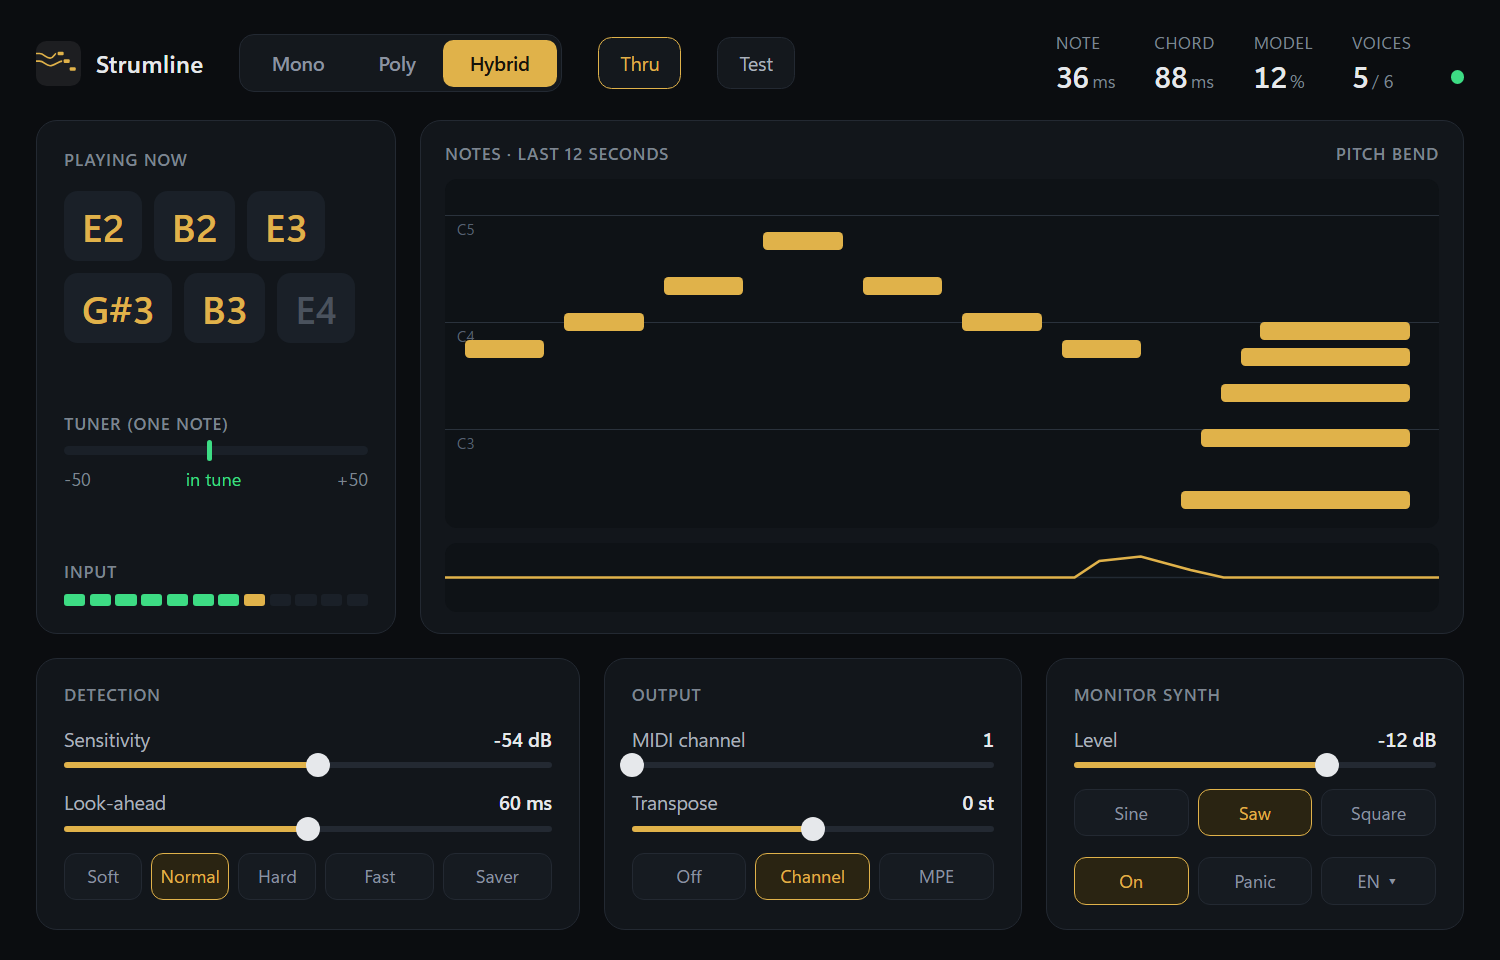 Strumline
Mono Poly Hybrid Thru Test
NOTE CHORD MODEL VOICES
36 ms 88 ms 12 % 5 / 6
PLAYING NOW
E2 B2 E3
G#3 B3 E4
TUNER (ONE NOTE)
-50 in tune +50
INPUT
NOTES · LAST 12 SECONDS PITCH BEND
C5
C4
C3
DETECTION
Sensitivity -54 dB
Look-ahead 60 ms
Soft Normal Hard Fast Saver
OUTPUT
MIDI channel 1
Transpose 0 st
Off Channel MPE
MONITOR SYNTH
Level -12 dB
Sine Saw Square
On Panic EN ▾